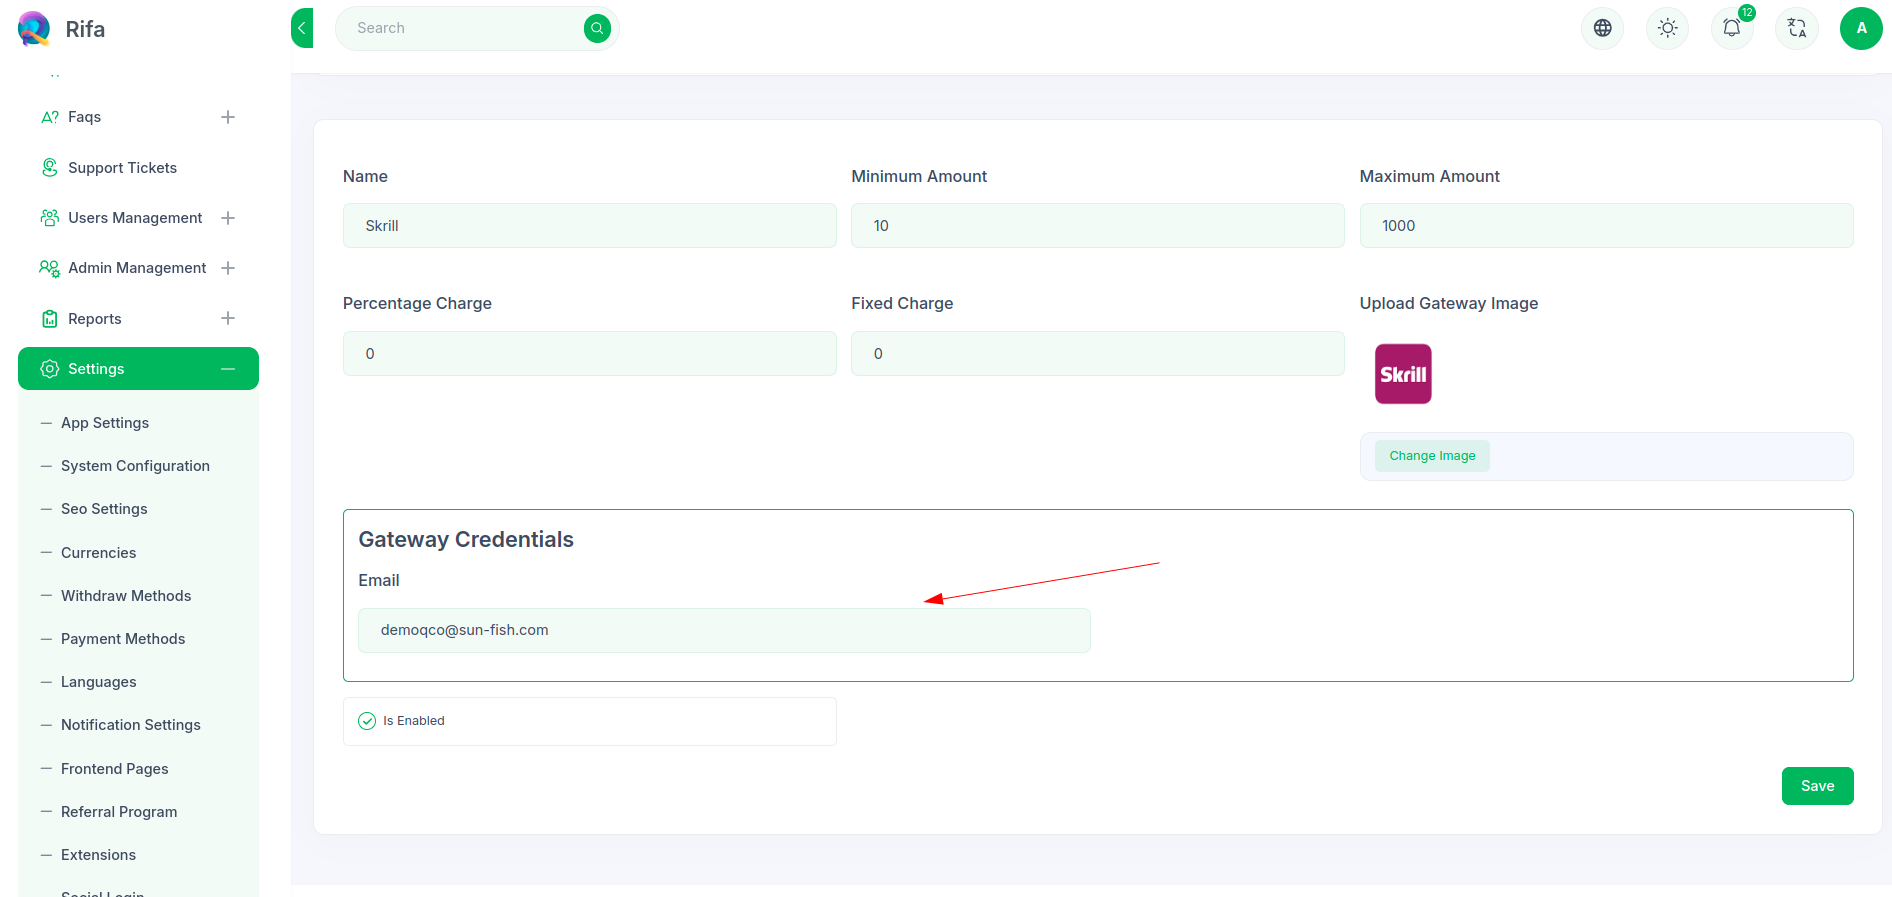 Rifa
Search
12
A
Faqs
Support Tickets
Users Management
Admin Management
Reports
Settings
App Settings
System Configuration
Seo Settings
Currencies
Withdraw Methods
Payment Methods
Languages
Notification Settings
Frontend Pages
Referral Program
Extensions
Social Login
Name
Minimum Amount
Maximum Amount
Skrill
10
1000
Percentage Charge
Fixed Charge
Upload Gateway Image
0
0
Skrill
Change Image
Gateway Credentials
Email
demoqco@sun-fish.com
Is Enabled
Save